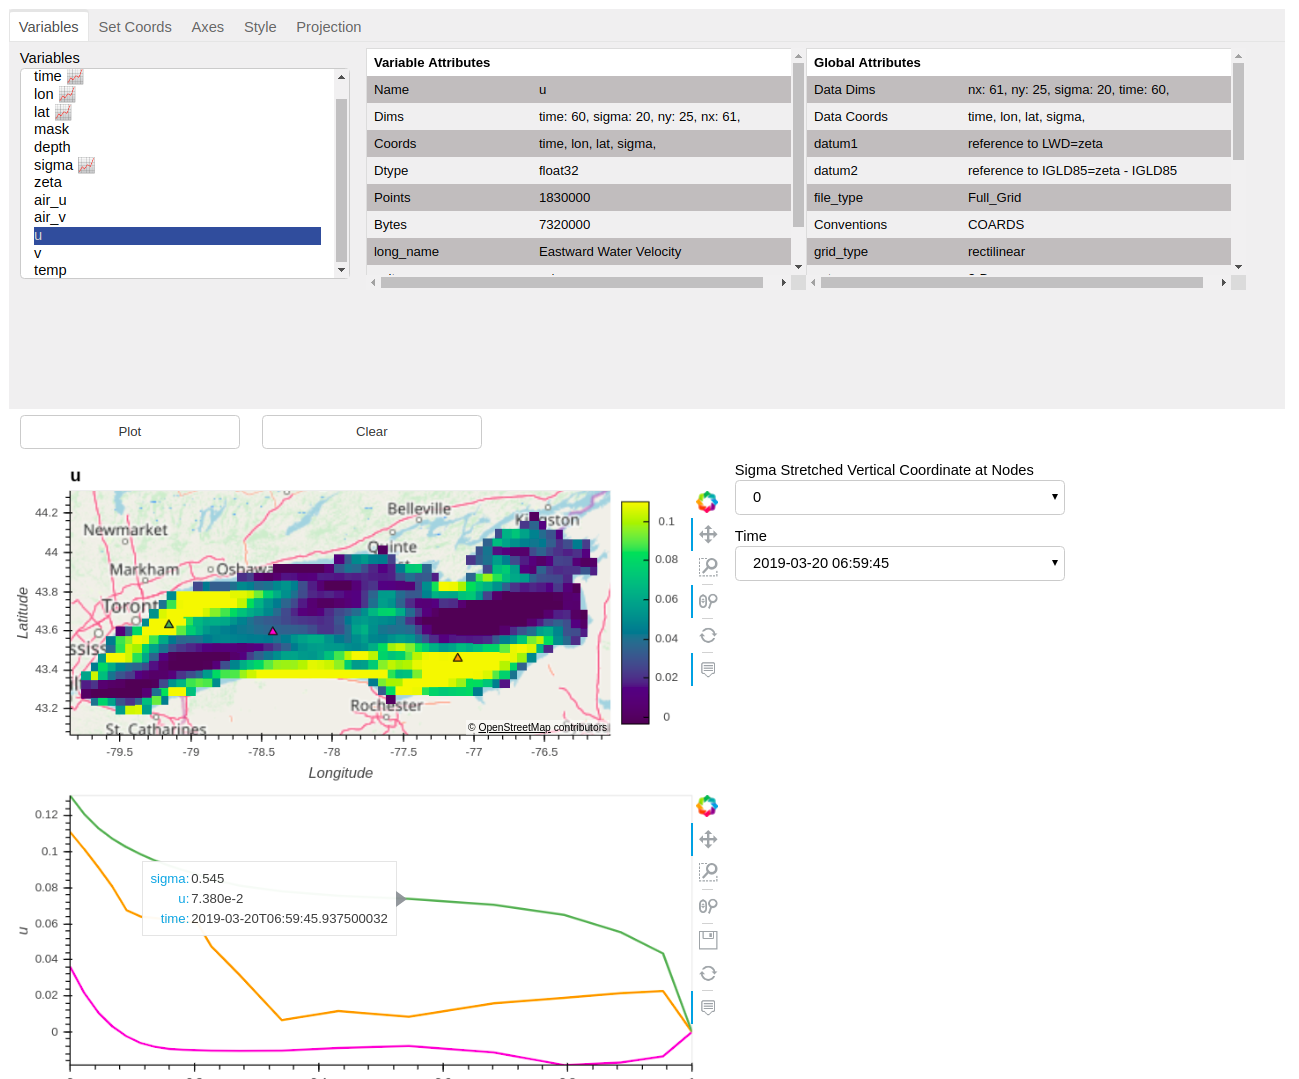 Variables Set Coords Axes Style Projection
Variables
time
lon
lat
mask
depth
sigma
zeta
air_u
air_v
u
v
temp
Variable Attributes
Name u
Dims time: 60, sigma: 20, ny: 25, nx: 61,
Coords time, lon, lat, sigma,
Dtype float32
Points 1830000
Bytes 7320000
long_name Eastward Water Velocity
Global Attributes
Data Dims nx: 61, ny: 25, sigma: 20, time: 60,
Data Coords time, lon, lat, sigma,
datum1 reference to LWD=zeta
datum2 reference to IGLD85=zeta - IGLD85
file_type Full_Grid
Conventions COARDS
grid_type rectilinear
Plot Clear
u
Latitude
44.2
44
43.8
43.6
43.4
43.2
Belleville
Newmarket
Quinte
Markham
Oshawa
Toront
Rochester
St. Catharines
© OpenStreetMap contributors
-79.5 -79 -78.5 -78 -77.5 -77 -76.5
Longitude
0.1
0.08
0.06
0.04
0.02
0
Sigma Stretched Vertical Coordinate at Nodes
0
Time
2019-03-20 06:59:45
u
0.12
0.1
0.08
0.06
0.04
0.02
0
sigma: 0.545
u: 7.380e-2
time: 2019-03-20T06:59:45.937500032